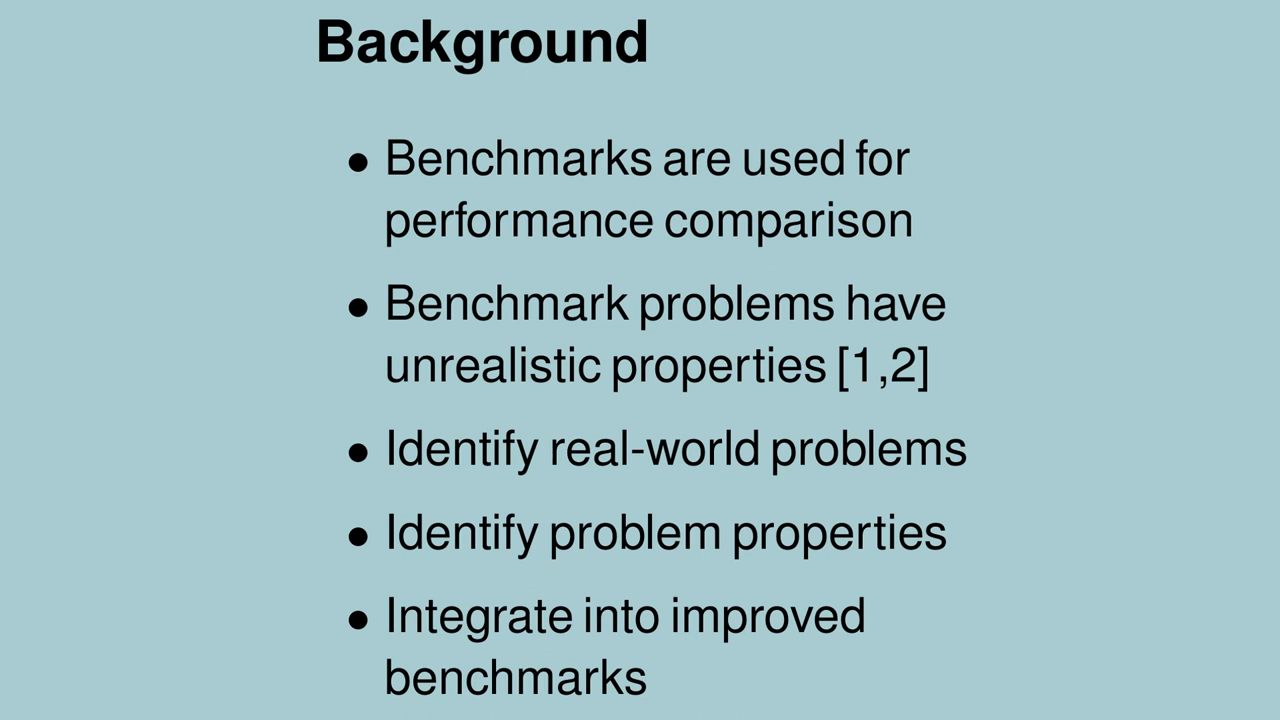 Background
• Benchmarks are used for
performance comparison
• Benchmark problems have
unrealistic properties [1,2]
• Identify real-world problems
• Identify problem properties
• Integrate into improved
benchmarks